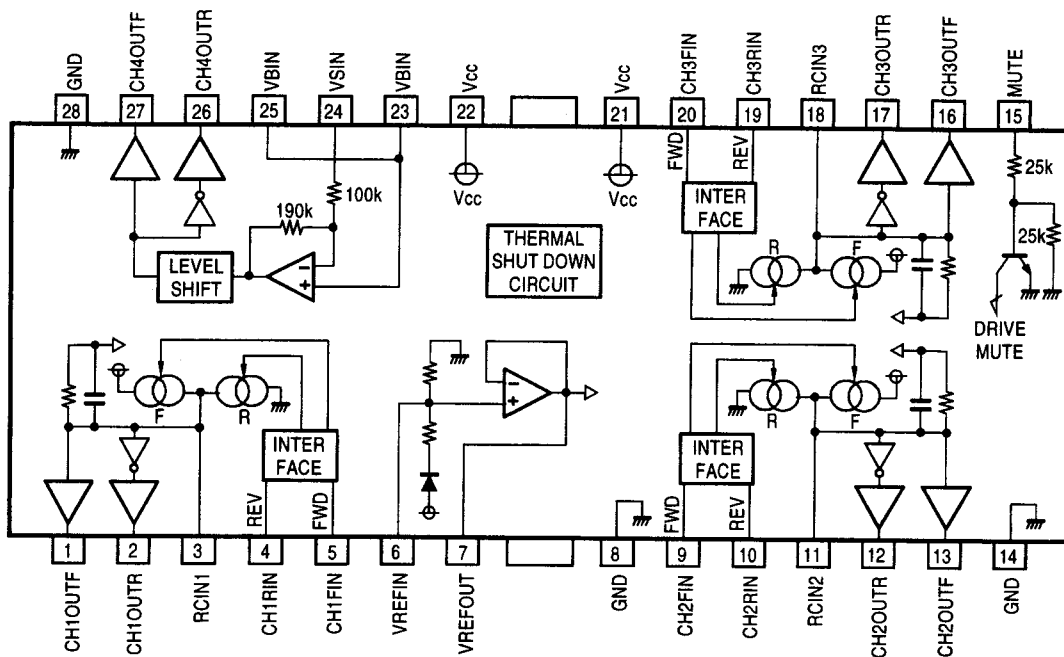 GND
CH4OUTF
CH4OUTR
VBIN
VSIN
VBIN
Vcc
Vcc
CH3FIN
CH3RIN
RCIN3
CH3OUTR
CH3OUTF
MUTE
28
27
26
25
24
23
22
21
20
19
18
17
16
15
FWD
REV
25k
100k
190k
Vcc
Vcc
INTER
FACE
25k
LEVEL
SHIFT
THERMAL
SHUT DOWN
CIRCUIT
R
F
DRIVE
MUTE
F
R
INTER
FACE
REV
FWD
R
F
INTER
FACE
FWD
REV
1
2
3
4
5
6
7
8
9
10
11
12
13
14
CH1OUTF
CH1OUTR
RCIN1
CH1RIN
CH1FIN
VREFIN
VREFOUT
GND
CH2FIN
CH2RIN
RCIN2
CH2OUTR
CH2OUTF
GND